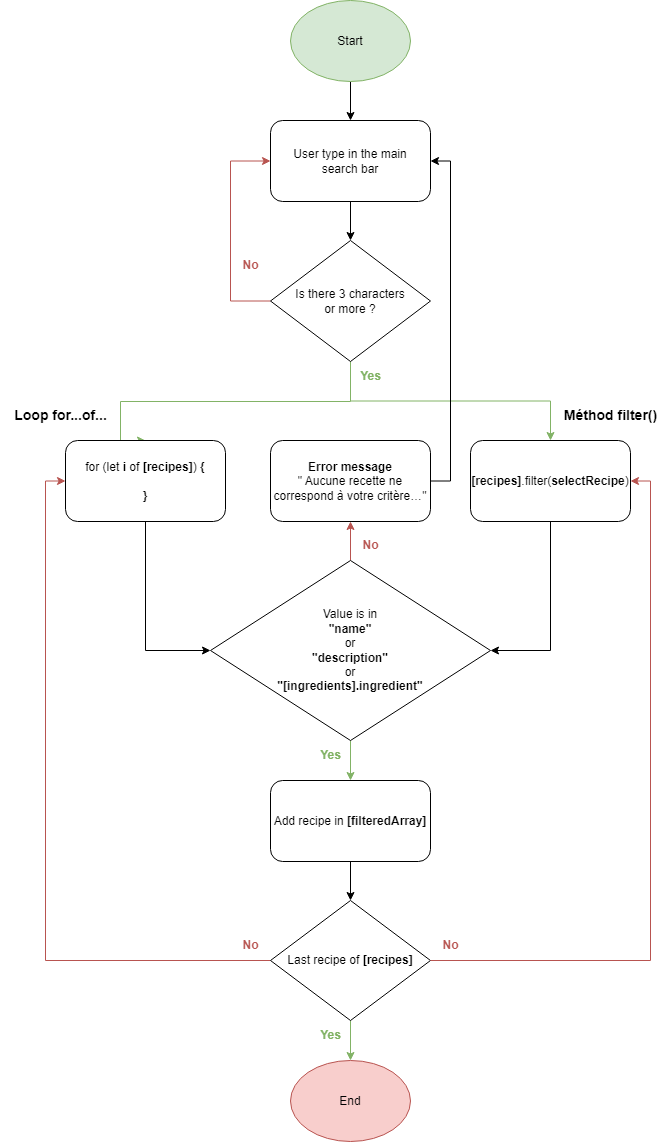 Start
User type in the main
search bar
No
Is there 3 characters
or more ?
Yes
Loop for...of...
Méthod filter()
for (let i of [recipes]) {
}
Error message
" Aucune recette ne
correspond à votre critère…"
[recipes].filter(selectRecipe)
No
Value is in
"name"
or
"description"
or
"[ingredients].ingredient"
Yes
Add recipe in [filteredArray]
No
No
Last recipe of [recipes]
Yes
End